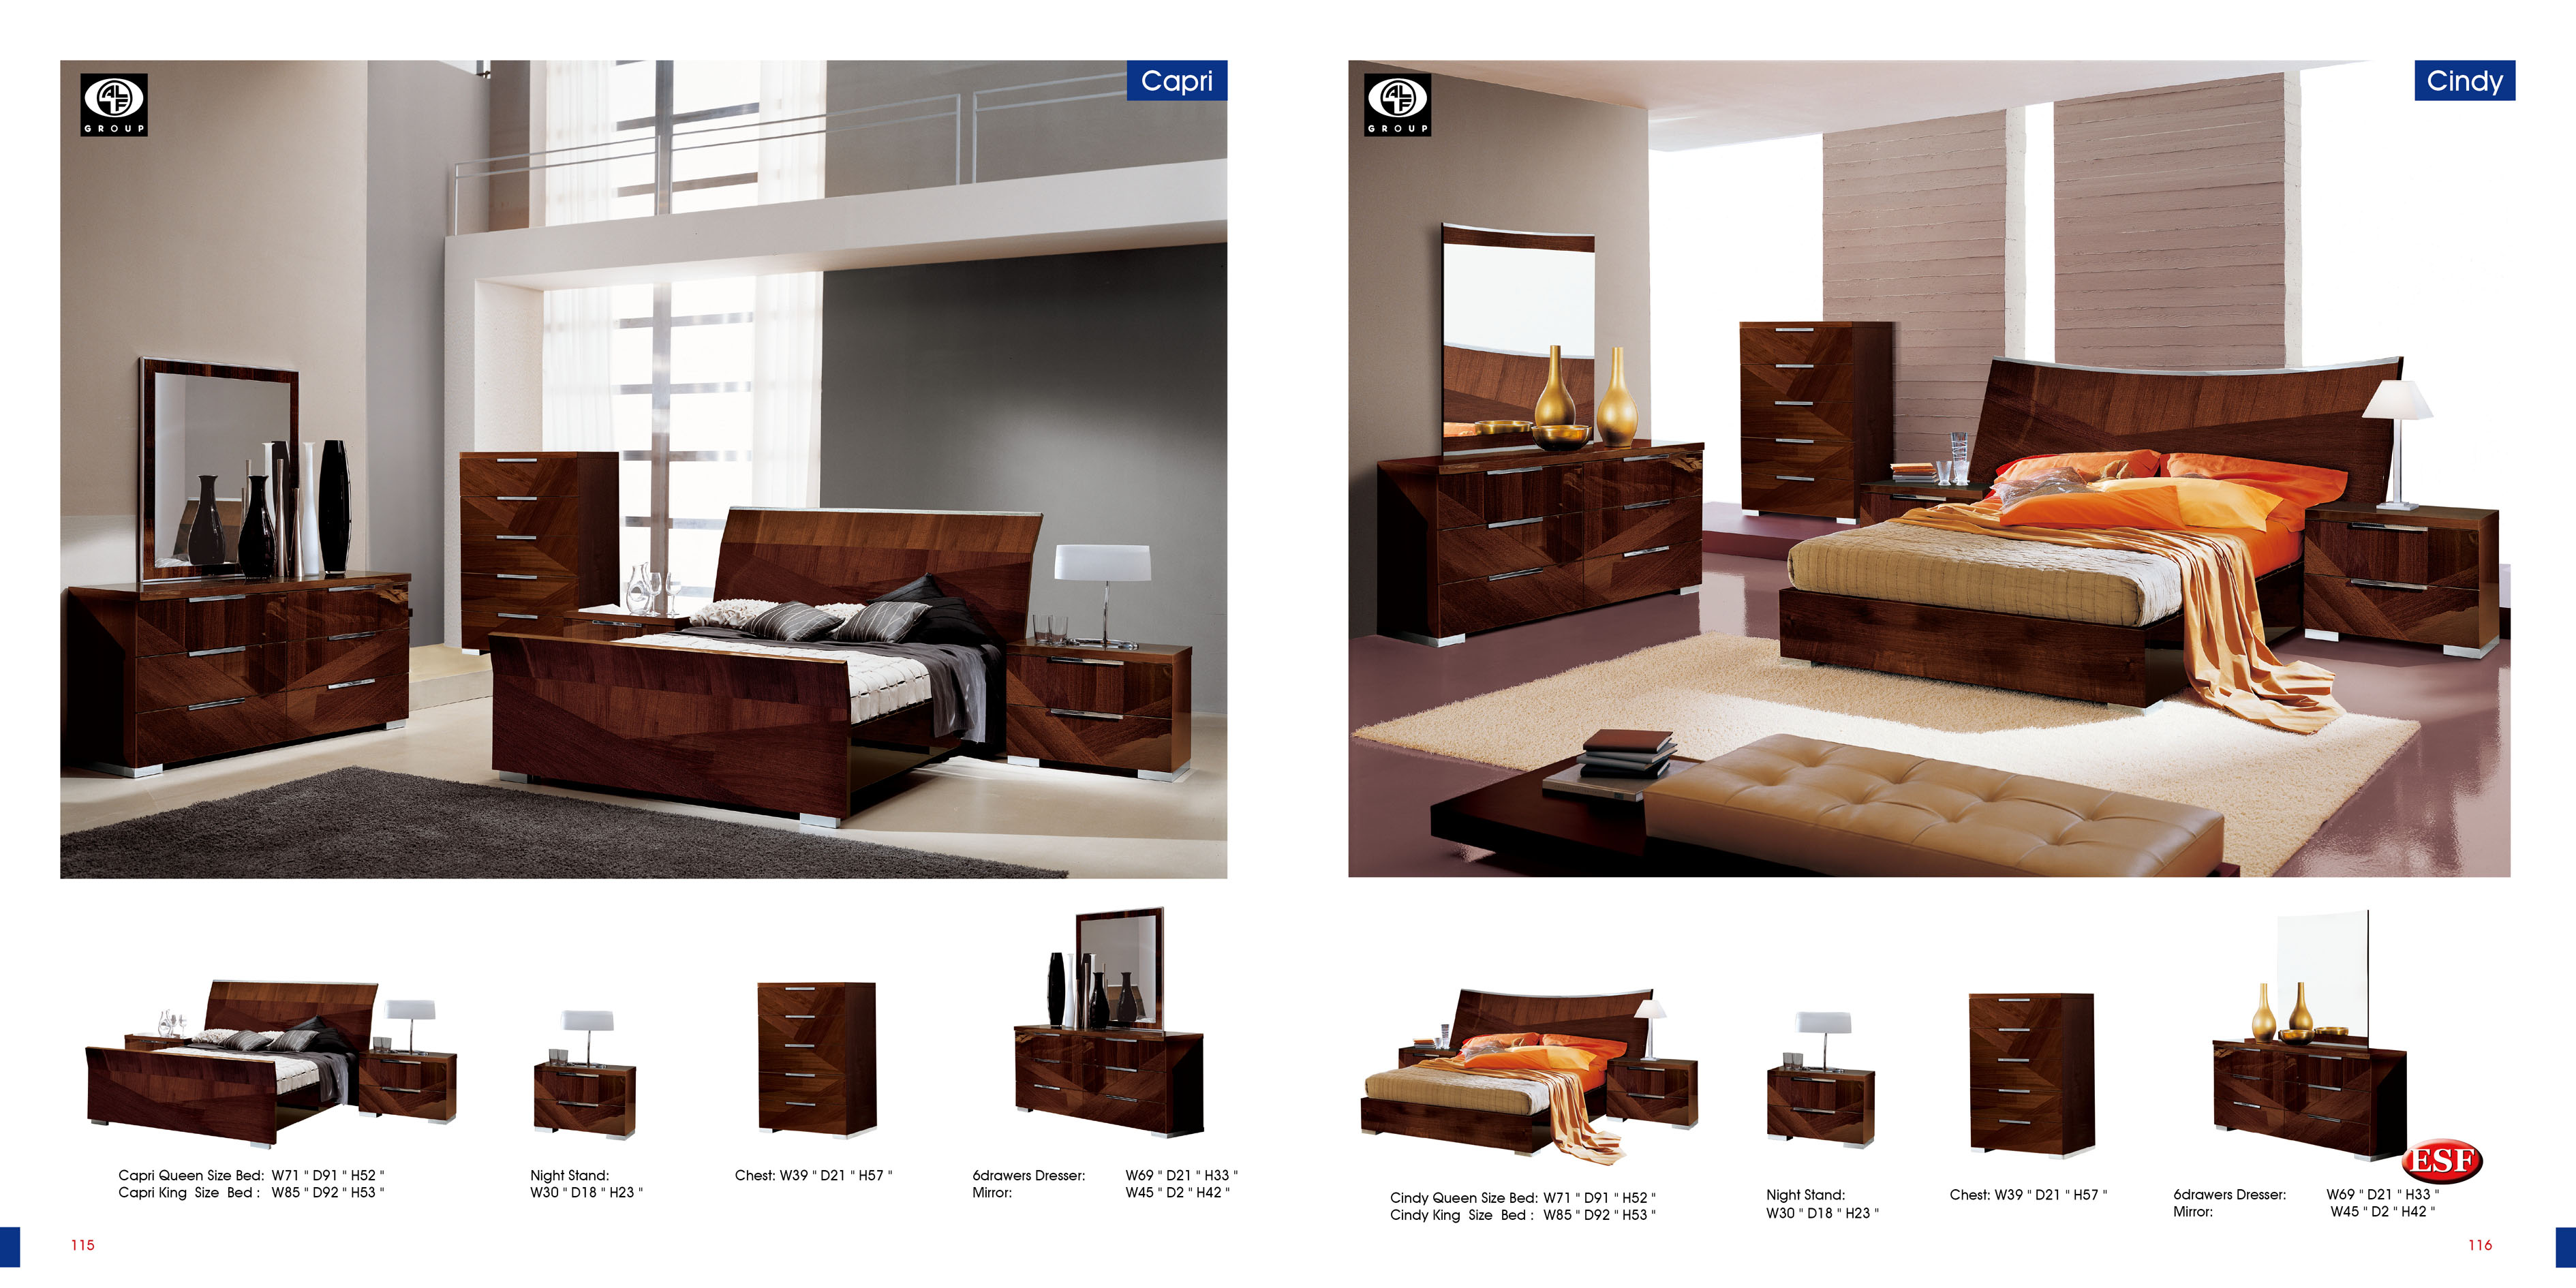 ALF
GROUP
Capri
Capri Queen Size Bed: W71 " D91 " H52 "
Capri King Size Bed : W85 " D92 " H53 "
Night Stand:
W30 " D18 " H23 "
Chest: W39 " D21 " H57 "
6drawers Dresser: W69 " D21 " H33 "
Mirror: W45 " D2 " H42 "
115
ALF
GROUP
Cindy
Cindy Queen Size Bed: W71 " D91 " H52 "
Cindy King Size Bed : W85 " D92 " H53 "
Night Stand:
W30 " D18 " H23 "
Chest: W39 " D21 " H57 "
ESF
6drawers Dresser: W69 " D21 " H33 "
Mirror: W45 " D2 " H42 "
116